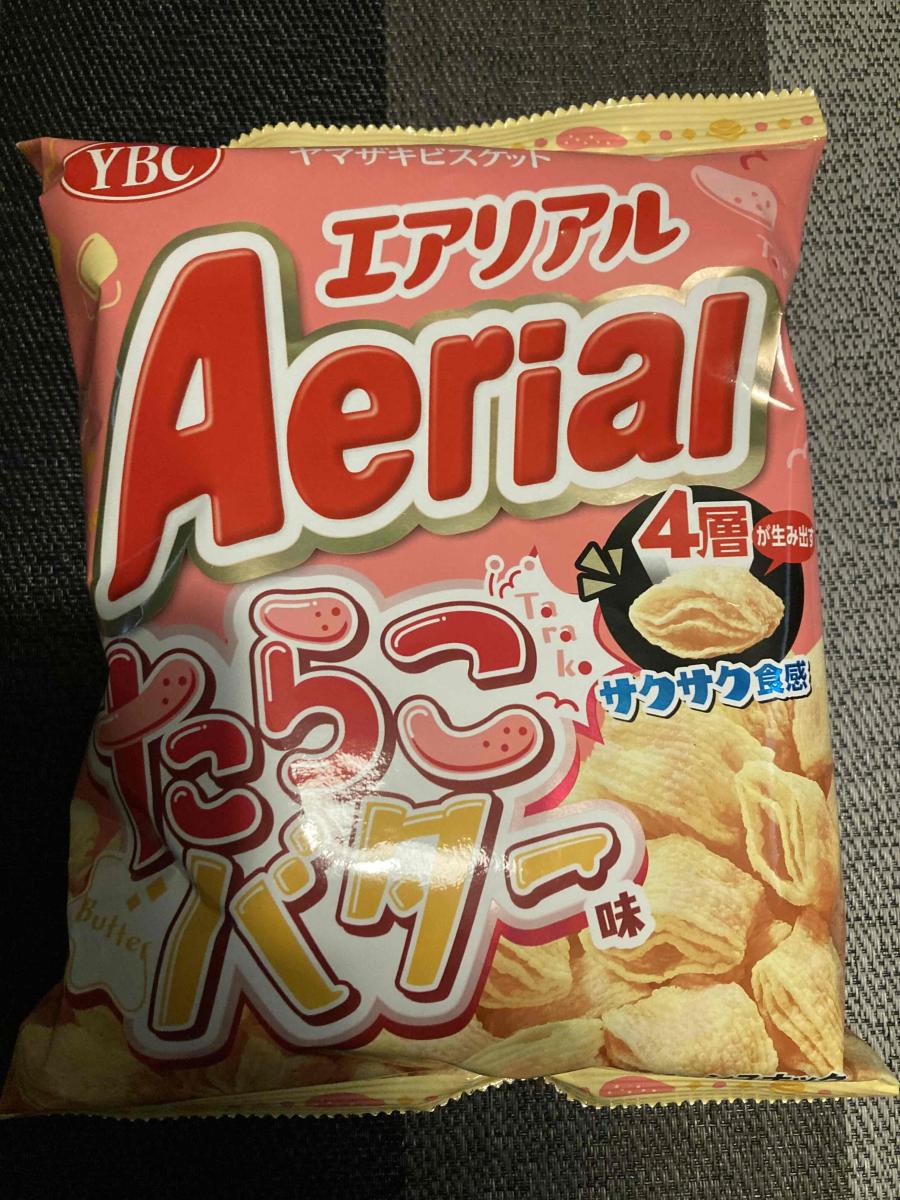 YBC
ヤマザキビスケット
エアリアル
Aerial
4層が生み出す
サクサク食感
Tarako
たらこ
バター味
Butter